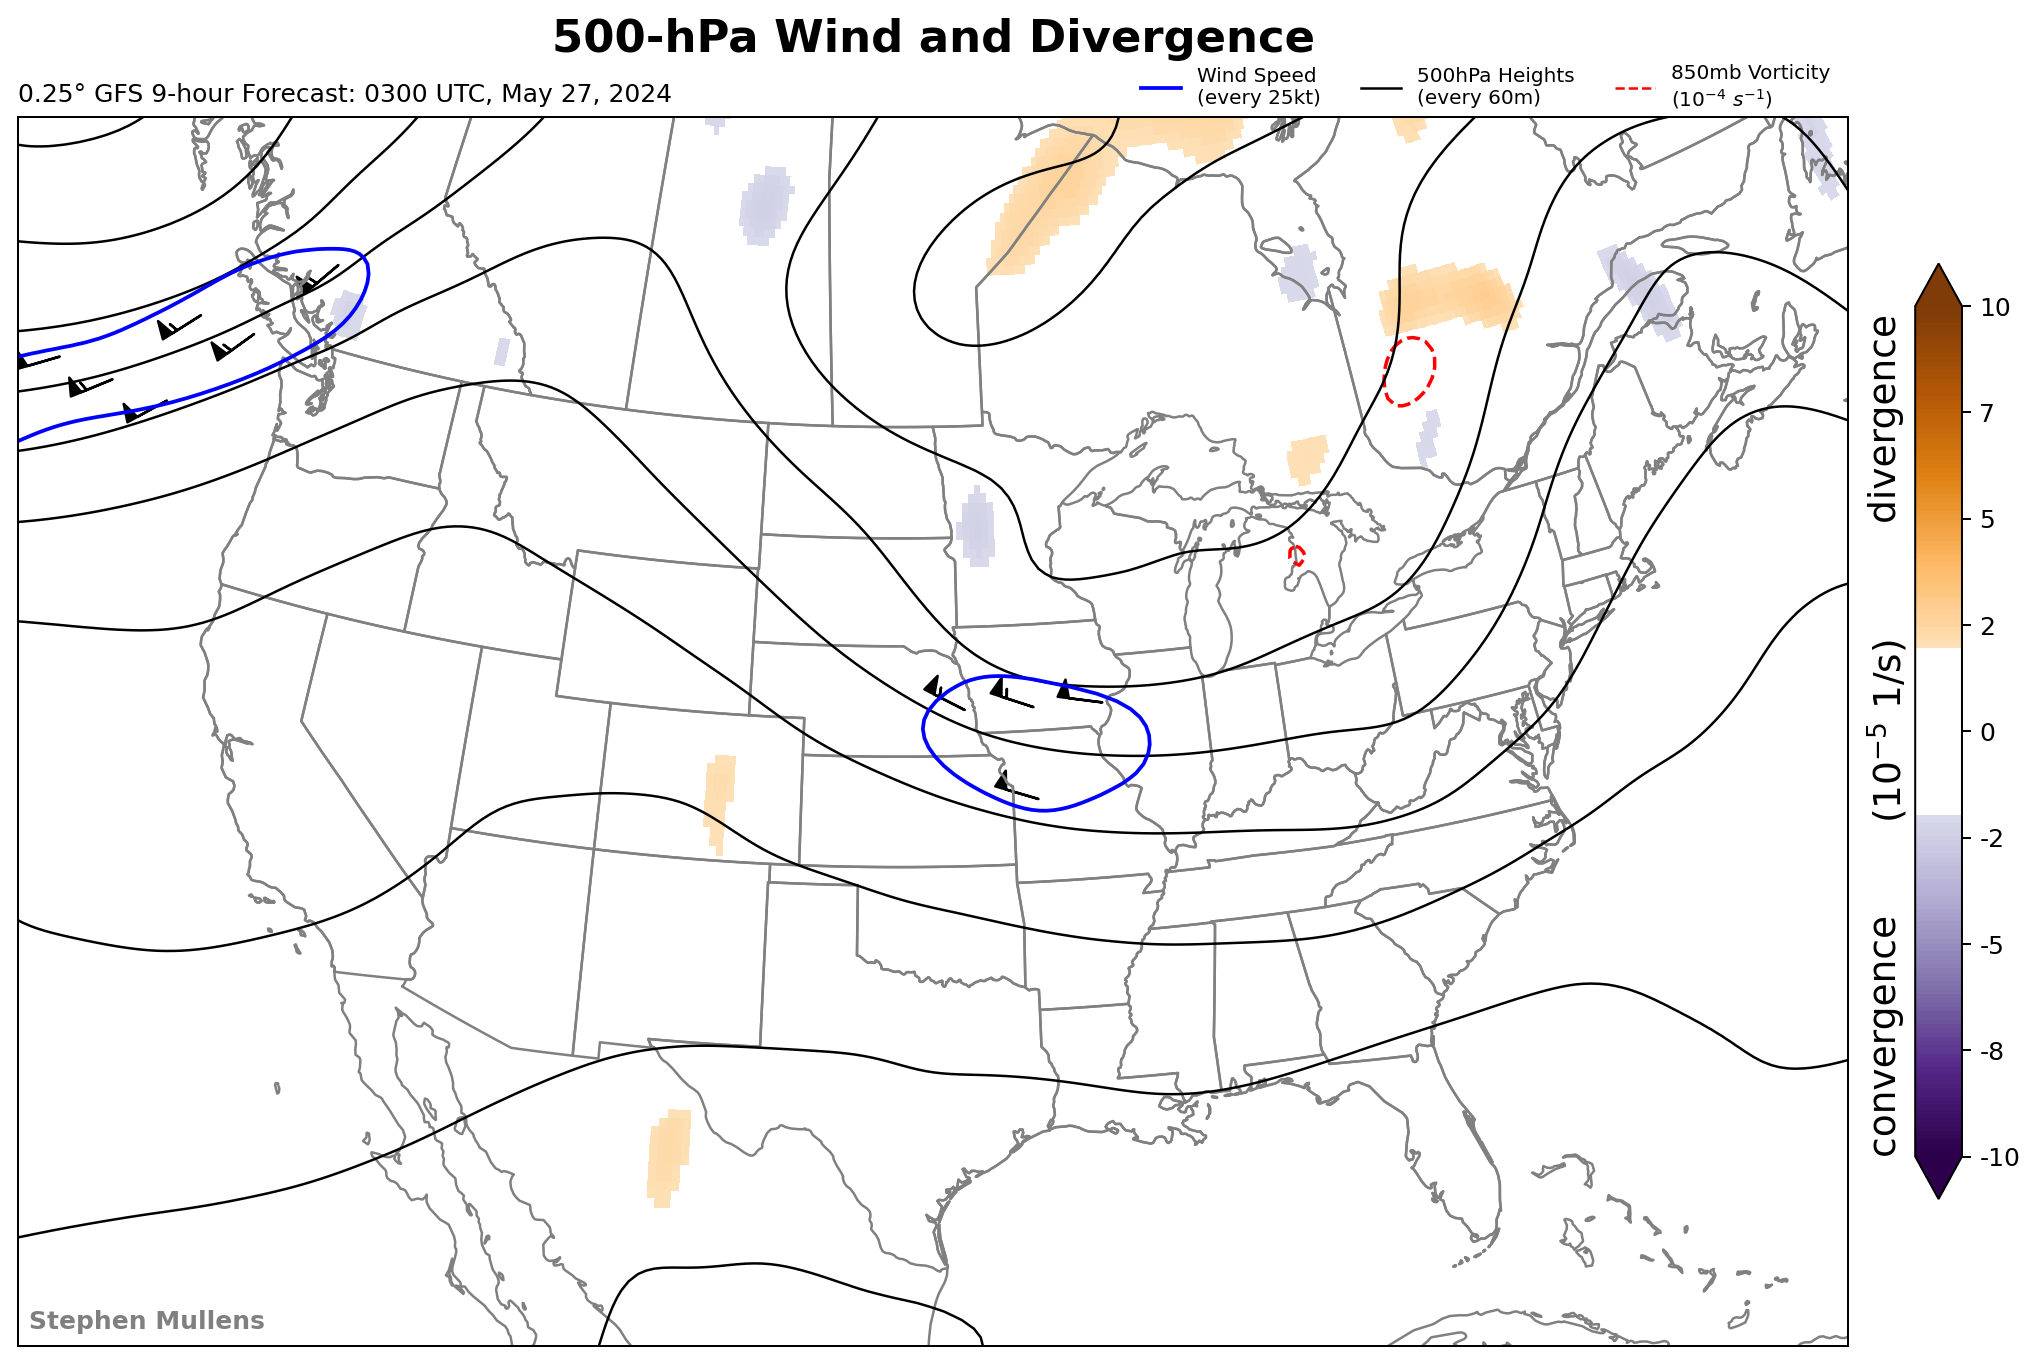 500-hPa Wind and Divergence
0.25° GFS 9-hour Forecast: 0300 UTC, May 27, 2024
Wind Speed
(every 25kt)
500hPa Heights
(every 60m)
850mb Vorticity
(10⁻⁴ s⁻¹)
10
7
5
2
0
-2
-5
-8
-10
divergence
(10⁻⁵ 1/s)
convergence
Stephen Mullens